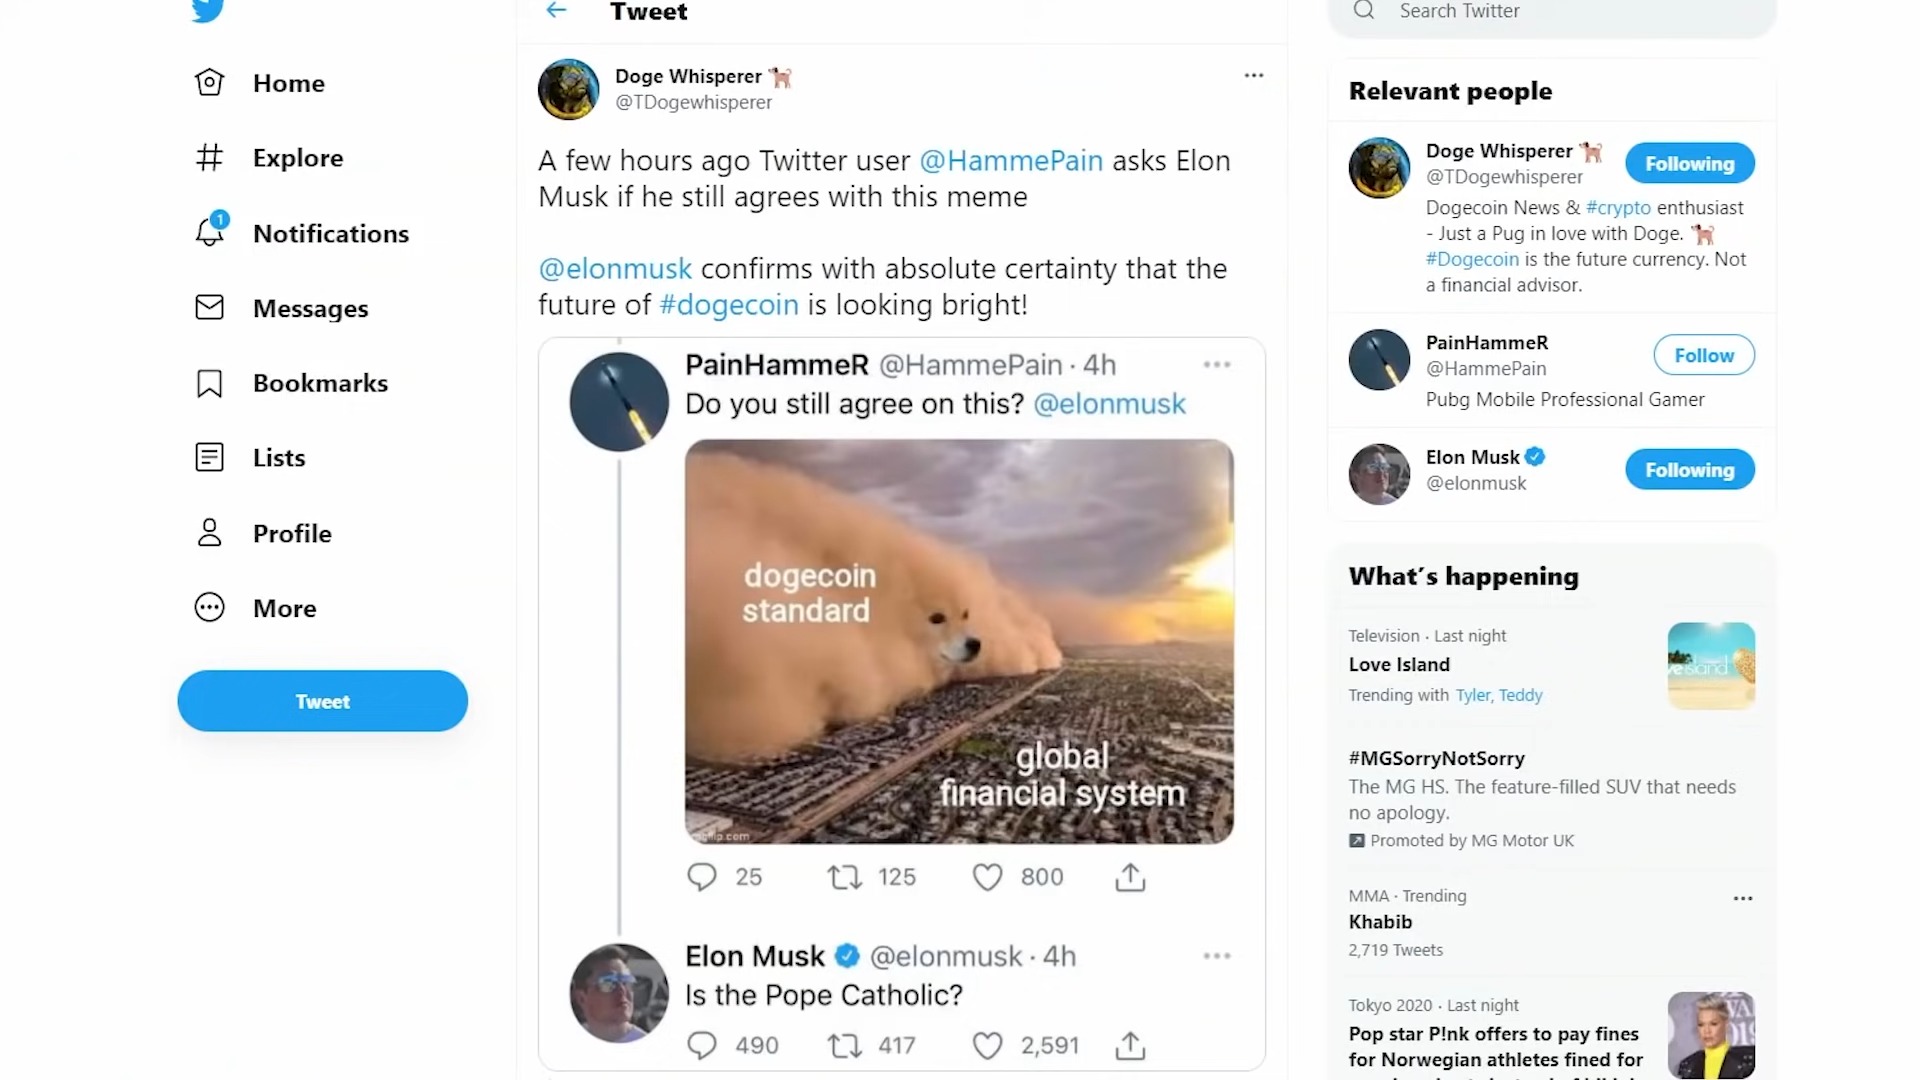 Home
Explore
1
Notifications
Messages
Bookmarks
Lists
Profile
More
Tweet
Tweet
Doge Whisperer
@TDogewhisperer
A few hours ago Twitter user @HammePain asks Elon
Musk if he still agrees with this meme
@elonmusk confirms with absolute certainty that the
future of #dogecoin is looking bright!
PainHammeR @HammePain · 4h
Do you still agree on this? @elonmusk
dogecoin
standard
global
financial system
imgflip.com
25 125 800
Elon Musk @elonmusk · 4h
Is the Pope Catholic?
490 417 2,591
Search Twitter
Relevant people
Doge Whisperer
@TDogewhisperer
Following
Dogecoin News & #crypto enthusiast
- Just a Pug in love with Doge.
#Dogecoin is the future currency. Not
a financial advisor.
PainHammeR
@HammePain
Follow
Pubg Mobile Professional Gamer
Elon Musk
@elonmusk
Following
What's happening
Television · Last night
Love Island
Trending with Tyler, Teddy
#MGSorryNotSorry
The MG HS. The feature-filled SUV that needs
no apology.
Promoted by MG Motor UK
MMA · Trending
Khabib
2,719 Tweets
Tokyo 2020 · Last night
Pop star P!nk offers to pay fines
for Norwegian athletes fined for